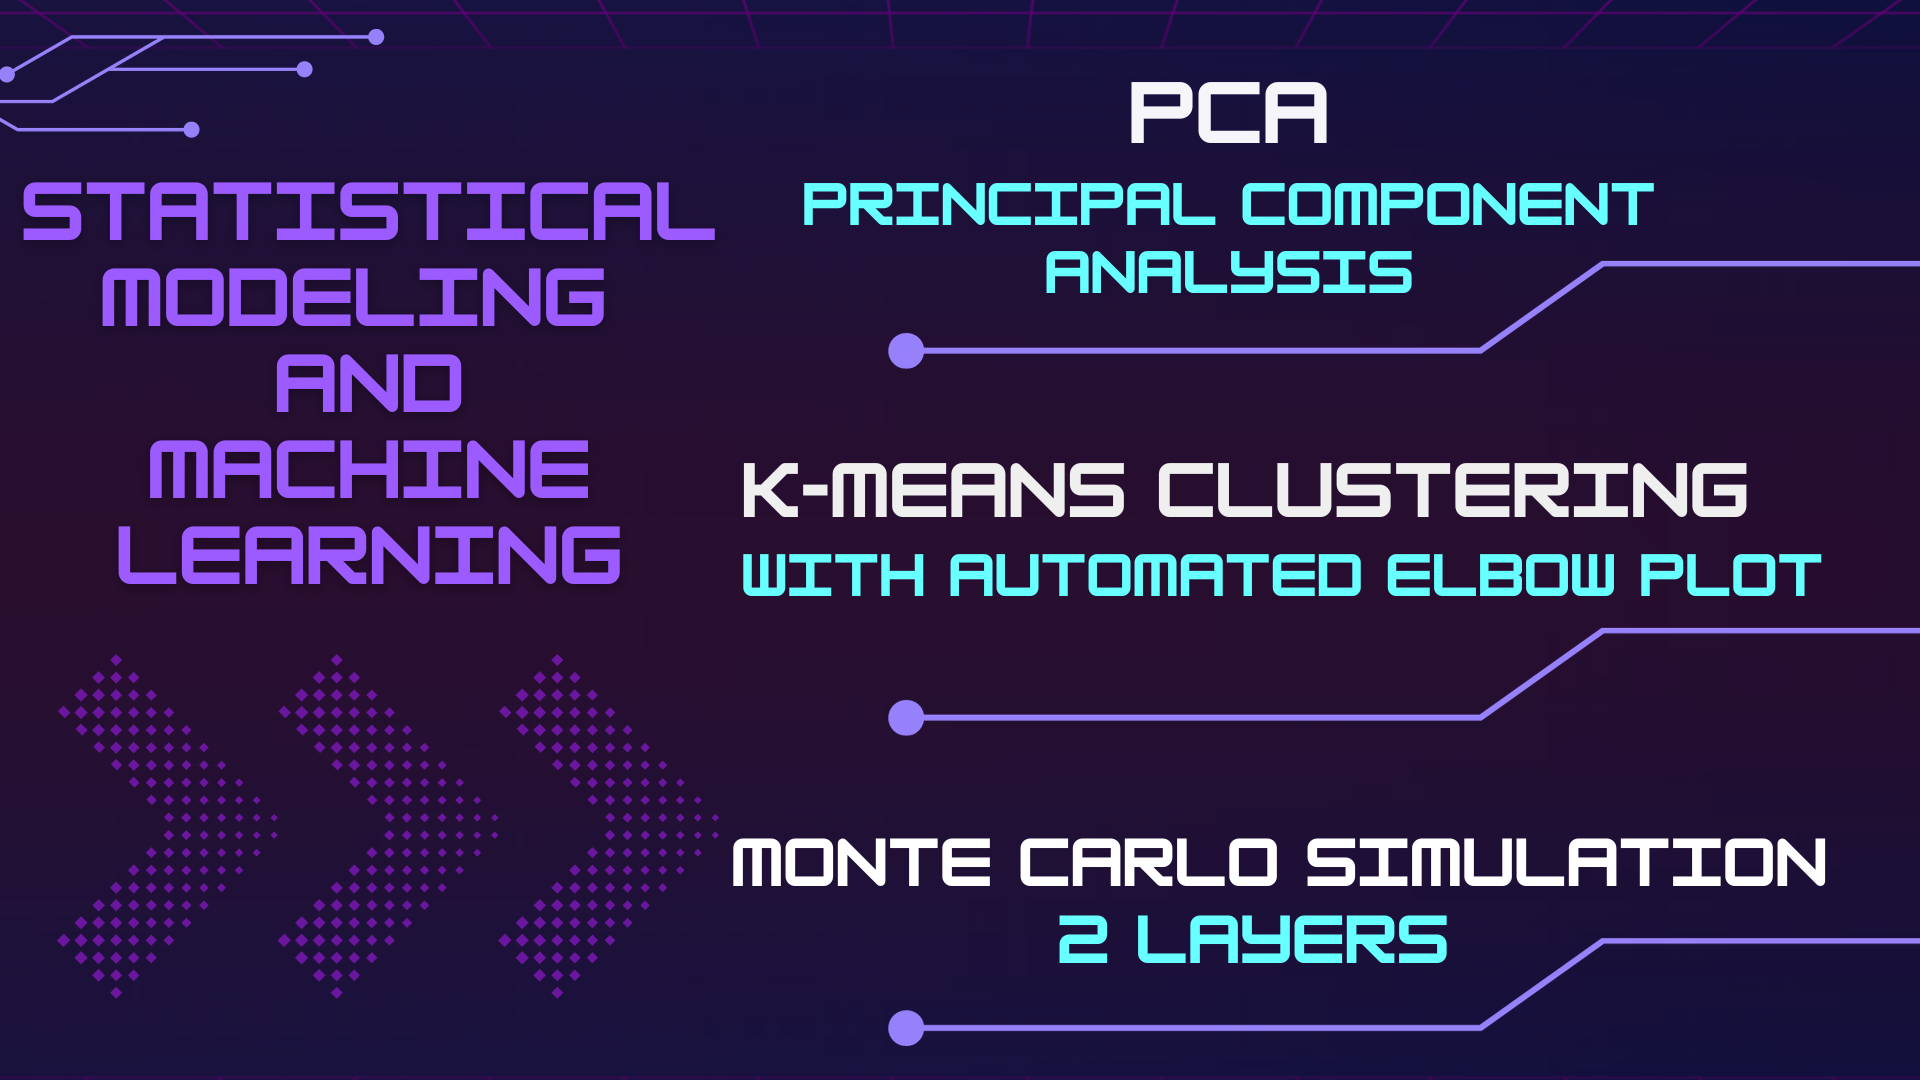 STATISTICAL
MODELING
AND
MACHINE
LEARNING
PCA
PRINCIPAL COMPONENT
ANALYSIS
K-MEANS CLUSTERING
WITH AUTOMATED ELBOW PLOT
MONTE CARLO SIMULATION
2 LAYERS